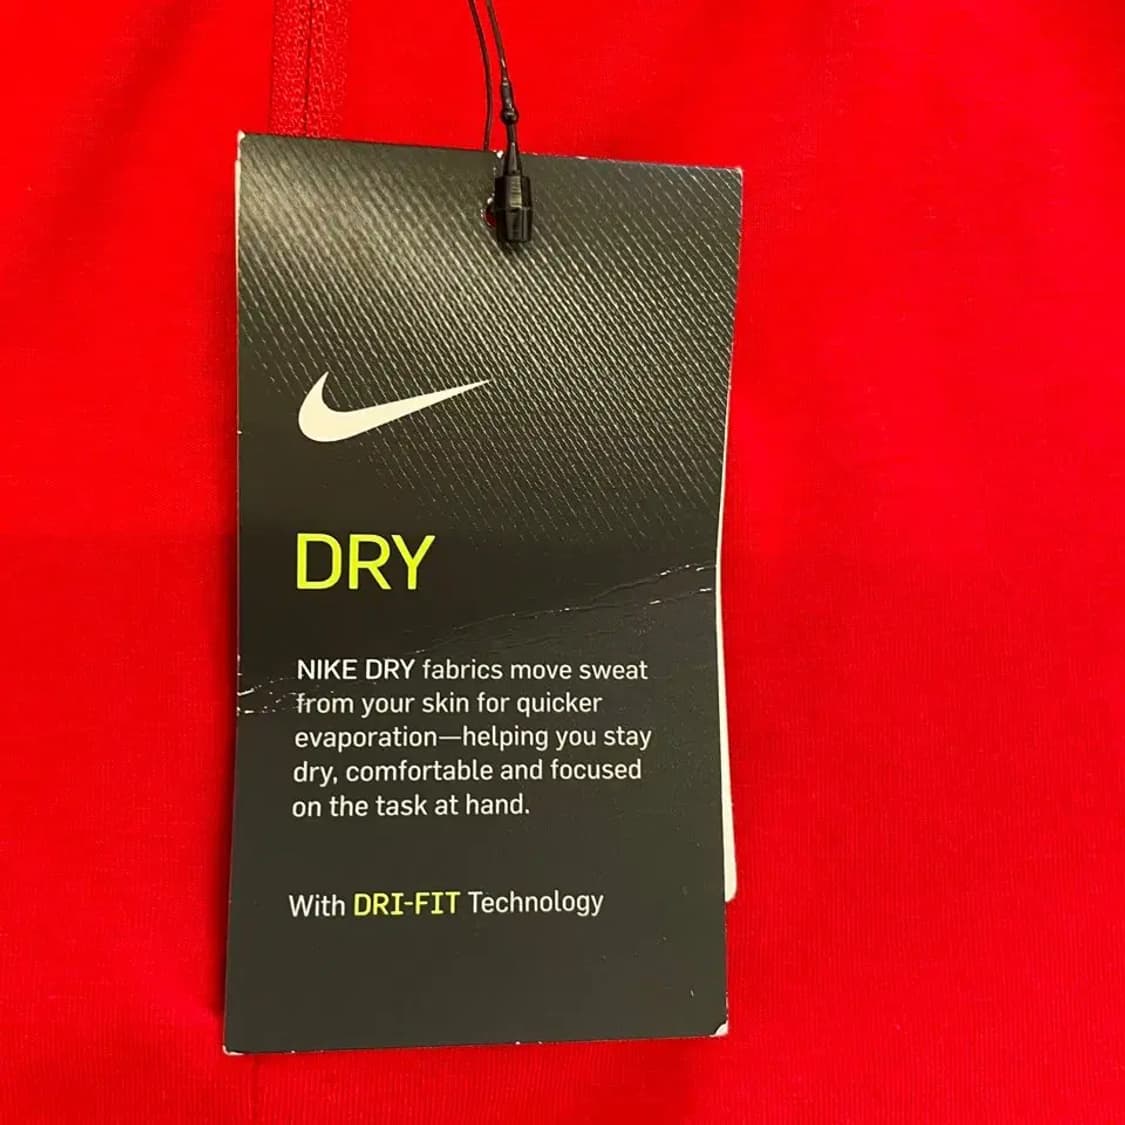 DRY
NIKE DRY fabrics move sweat
from your skin for quicker
evaporation—helping you stay
dry, comfortable and focused
on the task at hand.
With DRI-FIT Technology